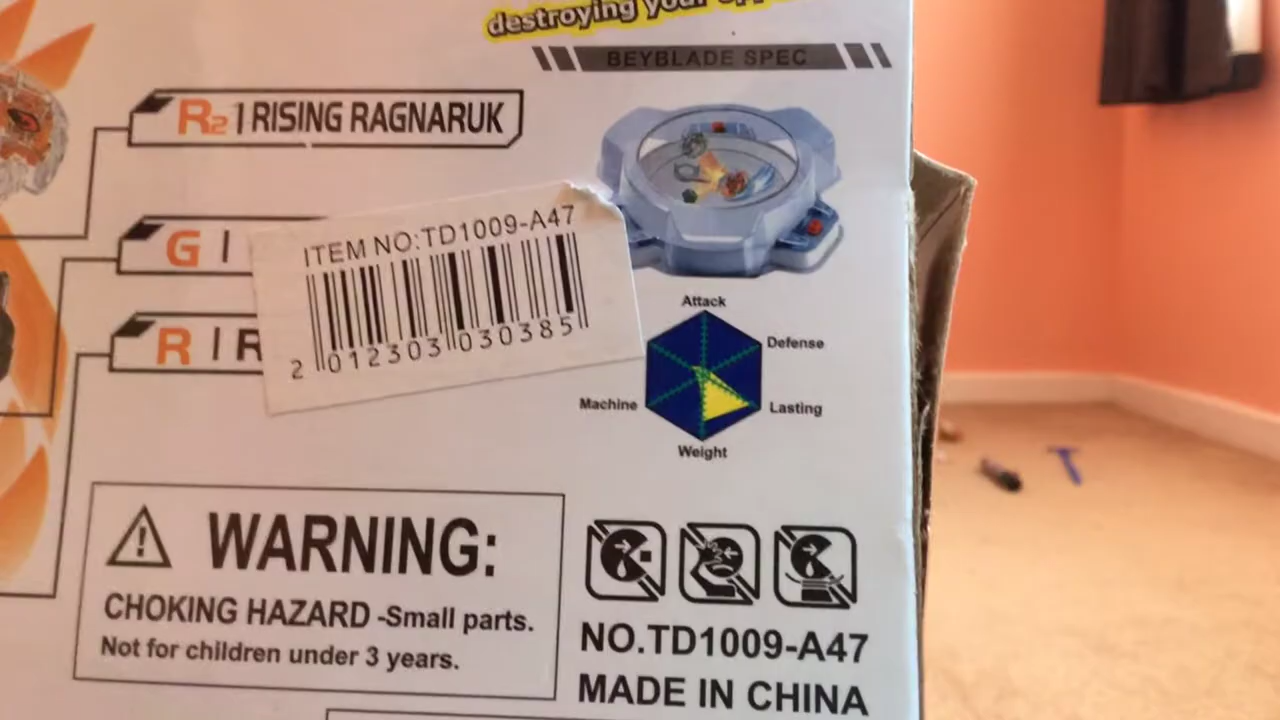 destroying your opp
BEYBLADE SPEC
R2 | RISING RAGNARUK
G |
R | R
ITEM NO:TD1009-A47
2 012303 030385
Attack
Defense
Machine
Lasting
Weight
WARNING:
CHOKING HAZARD -Small parts.
Not for children under 3 years.
NO.TD1009-A47
MADE IN CHINA